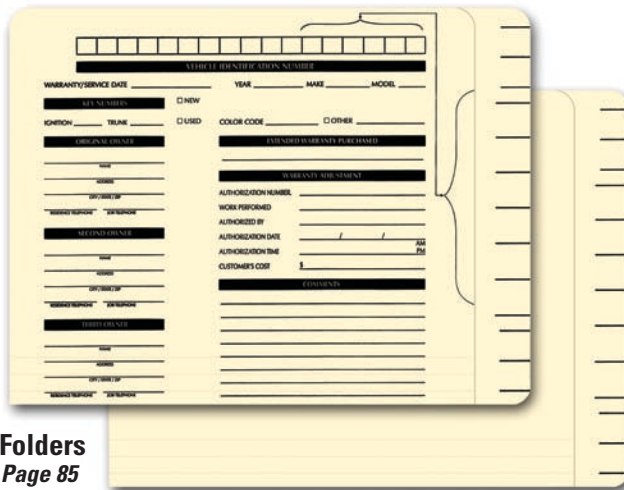 VEHICLE IDENTIFICATION NUMBER
WARRANTY/SERVICE DATE YEAR MAKE MODEL
KEY NUMBERS
NEW
IGNITION TRUNK USED COLOR CODE OTHER
ORIGINAL OWNER EXTENDED WARRANTY PURCHASED
NAME
ADDRESS
CITY / STATE / ZIP
RESIDENCE TELEPHONE JOB TELEPHONE
WARRANTY ADJUSTMENT
AUTHORIZATION NUMBER
WORK PERFORMED
AUTHORIZED BY
AUTHORIZATION DATE / /
AUTHORIZATION TIME AM
PM
CUSTOMER'S COST $
SECOND OWNER
NAME
ADDRESS
CITY / STATE / ZIP
RESIDENCE TELEPHONE JOB TELEPHONE
COMMENTS
THIRD OWNER
NAME
ADDRESS
CITY / STATE / ZIP
RESIDENCE TELEPHONE JOB TELEPHONE
Folders
Page 85